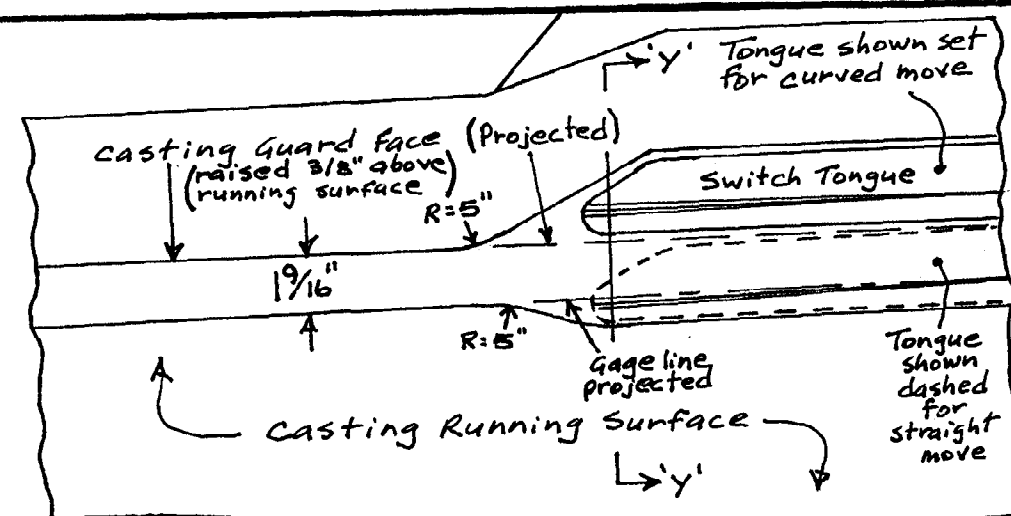 'Y'
Tongue shown set
for curved move
Casting Guard Face (Projected)
(raised 3/8" above)
(running surface)
R=5"
Switch Tongue
1 9/16"
R=5"
Gage line
projected
Tongue
shown
dashed
for
straight
move
Casting Running Surface
'Y'